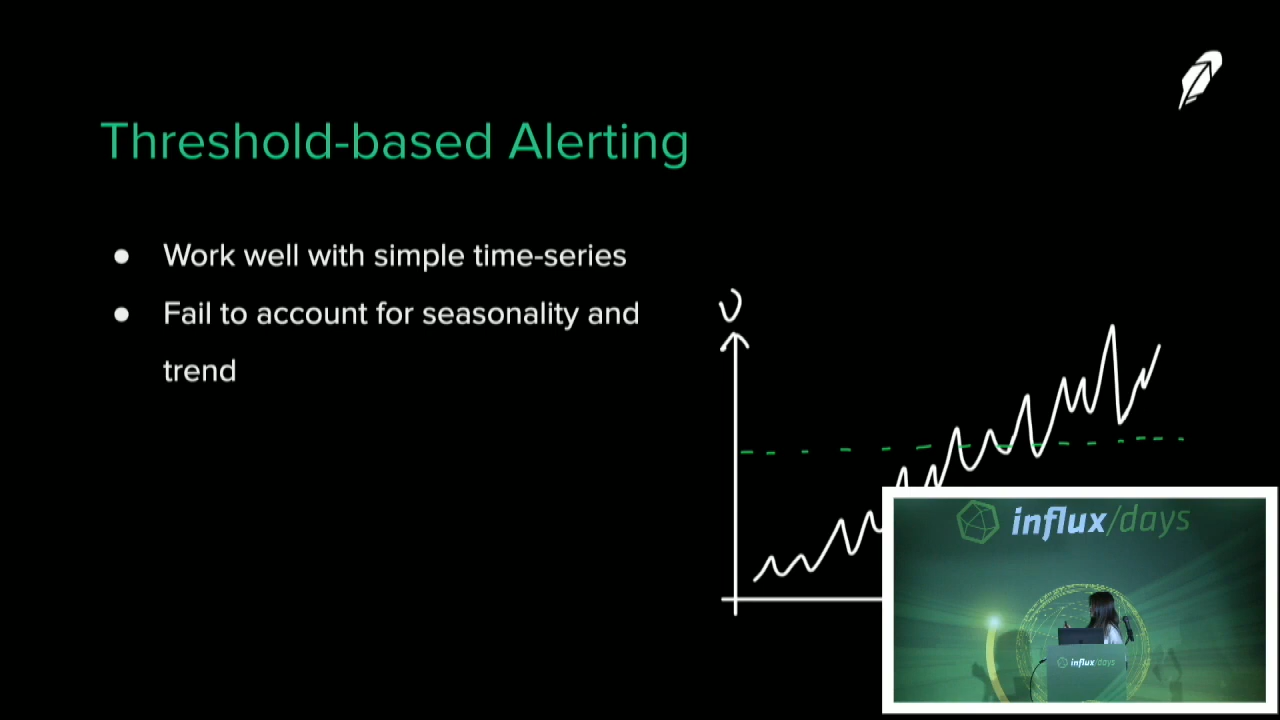 Threshold-based Alerting
● Work well with simple time-series
● Fail to account for seasonality and
trend
υ
influx/days
influx/days